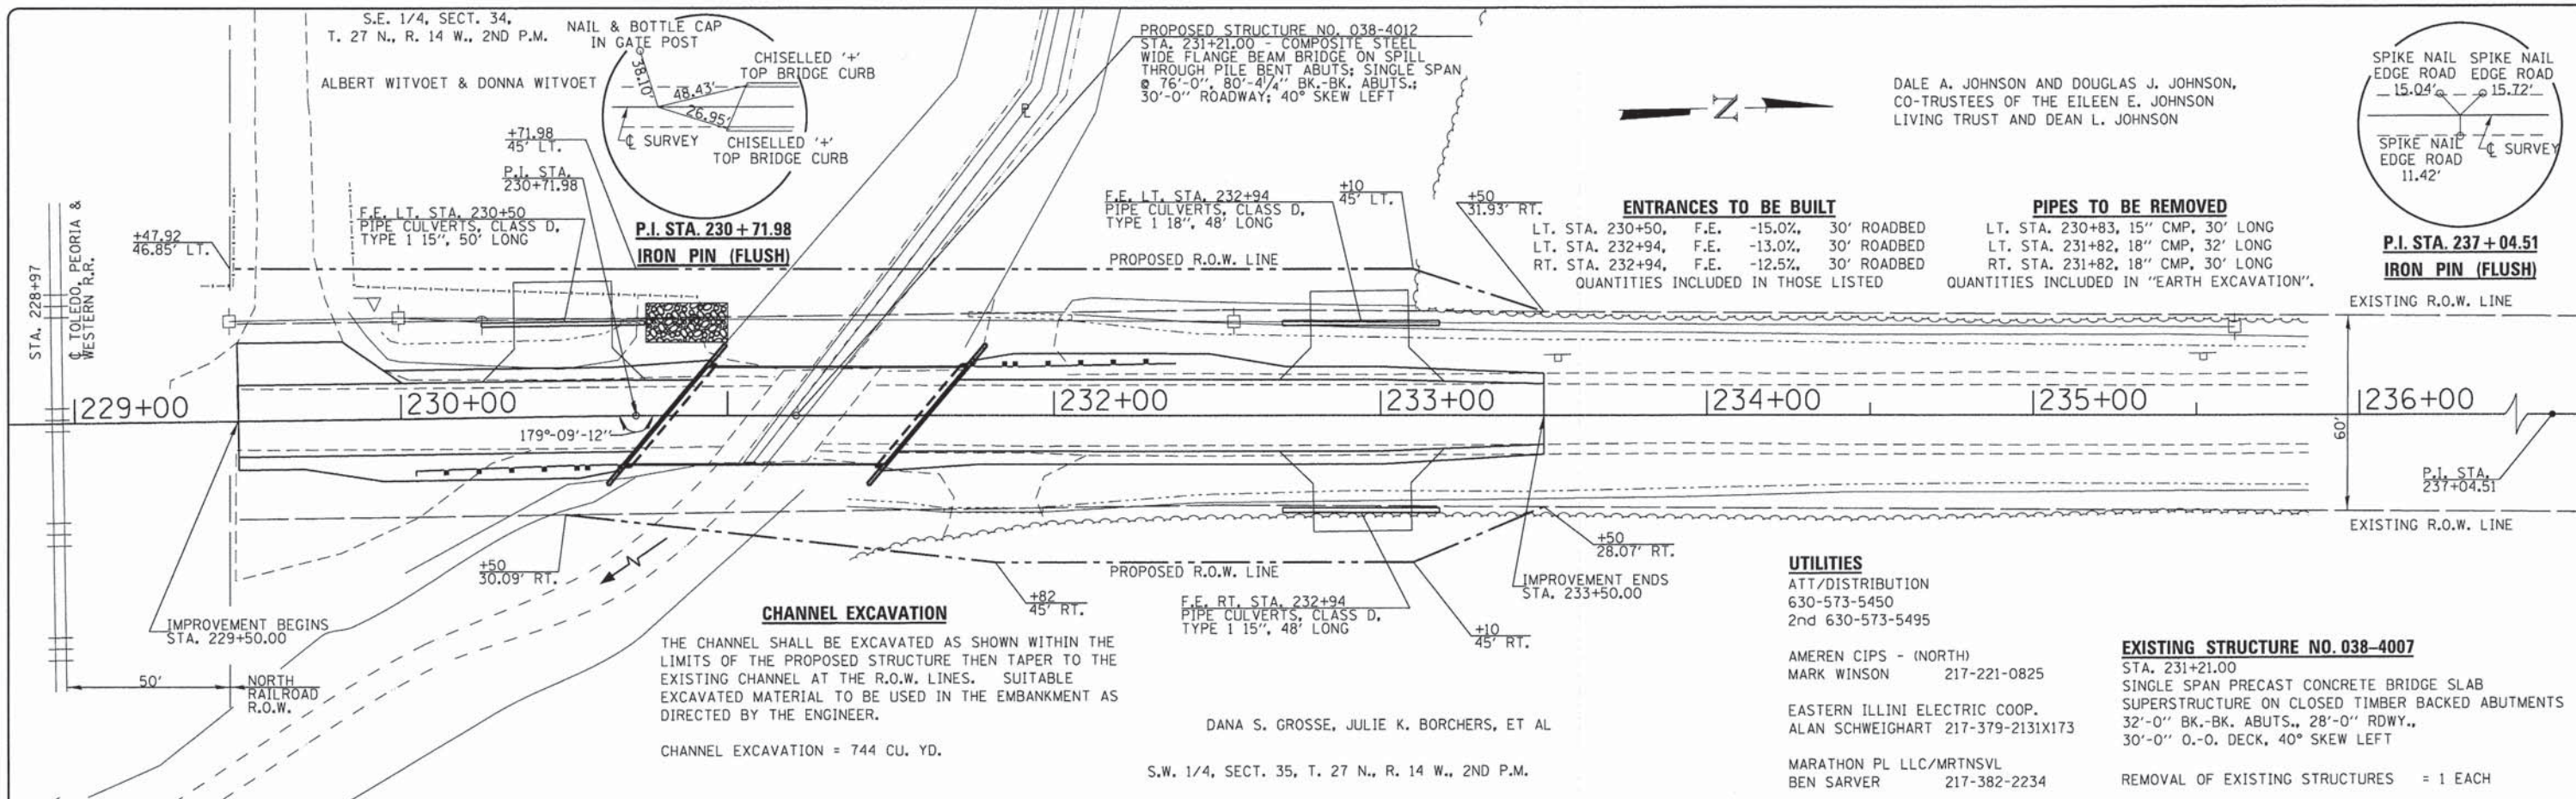 S.E. 1/4, SECT. 34,
T. 27 N., R. 14 W., 2ND P.M.
ALBERT WITVOET & DONNA WITVOET
NAIL & BOTTLE CAP
IN GATE POST
CHISELLED '+'
TOP BRIDGE CURB
38.10'
48.43'
26.95'
℄ SURVEY
CHISELLED '+'
TOP BRIDGE CURB
P.I. STA. 230+71.98
IRON PIN (FLUSH)
PROPOSED STRUCTURE NO. 038-4012
STA. 231+21.00 - COMPOSITE STEEL
WIDE FLANGE BEAM BRIDGE ON SPILL
THROUGH PILE BENT ABUTS; SINGLE SPAN
@ 76'-0", 80'-4 1/4" BK.-BK. ABUTS.;
30'-0" ROADWAY; 40° SKEW LEFT
N
DALE A. JOHNSON AND DOUGLAS J. JOHNSON,
CO-TRUSTEES OF THE EILEEN E. JOHNSON
LIVING TRUST AND DEAN L. JOHNSON
SPIKE NAIL
EDGE ROAD
15.04'
SPIKE NAIL
EDGE ROAD
15.72'
SPIKE NAIL
EDGE ROAD
11.42'
℄ SURVEY
P.I. STA. 237+04.51
IRON PIN (FLUSH)
+71.98
45' LT.
P.I. STA.
230+71.98
F.E. LT. STA. 230+50
PIPE CULVERTS, CLASS D,
TYPE 1 15", 50' LONG
+47.92
46.85' LT.
STA. 228+97
℄ TOLEDO, PEORIA &
WESTERN R.R.
F.E. LT. STA. 232+94
PIPE CULVERTS, CLASS D,
TYPE 1 18", 48' LONG
+10
45' LT.
+50
31.93' RT.
PROPOSED R.O.W. LINE
ENTRANCES TO BE BUILT
LT. STA. 230+50, F.E. -15.0%, 30' ROADBED
LT. STA. 232+94, F.E. -13.0%, 30' ROADBED
RT. STA. 232+94, F.E. -12.5%, 30' ROADBED
QUANTITIES INCLUDED IN THOSE LISTED
PIPES TO BE REMOVED
LT. STA. 230+83, 15" CMP, 30' LONG
LT. STA. 231+82, 18" CMP, 32' LONG
RT. STA. 231+82, 18" CMP, 30' LONG
QUANTITIES INCLUDED IN "EARTH EXCAVATION".
EXISTING R.O.W. LINE
229+00
230+00
232+00
233+00
234+00
235+00
236+00
179°-09'-12"
60'
P.I. STA.
237+04.51
EXISTING R.O.W. LINE
+50
30.09' RT.
+82
45' RT.
PROPOSED R.O.W. LINE
F.E. RT. STA. 232+94
PIPE CULVERTS, CLASS D,
TYPE 1 15", 48' LONG
+10
45' RT.
+50
28.07' RT.
IMPROVEMENT ENDS
STA. 233+50.00
IMPROVEMENT BEGINS
STA. 229+50.00
50'
NORTH
RAILROAD
R.O.W.
CHANNEL EXCAVATION
THE CHANNEL SHALL BE EXCAVATED AS SHOWN WITHIN THE
LIMITS OF THE PROPOSED STRUCTURE THEN TAPER TO THE
EXISTING CHANNEL AT THE R.O.W. LINES. SUITABLE
EXCAVATED MATERIAL TO BE USED IN THE EMBANKMENT AS
DIRECTED BY THE ENGINEER.
CHANNEL EXCAVATION = 744 CU. YD.
DANA S. GROSSE, JULIE K. BORCHERS, ET AL
S.W. 1/4, SECT. 35, T. 27 N., R. 14 W., 2ND P.M.
UTILITIES
ATT/DISTRIBUTION
630-573-5450
2nd 630-573-5495
AMEREN CIPS - (NORTH)
MARK WINSON 217-221-0825
EASTERN ILLINI ELECTRIC COOP.
ALAN SCHWEIGHART 217-379-2131X173
MARATHON PL LLC/MRTNSVL
BEN SARVER 217-382-2234
EXISTING STRUCTURE NO. 038-4007
STA. 231+21.00
SINGLE SPAN PRECAST CONCRETE BRIDGE SLAB
SUPERSTRUCTURE ON CLOSED TIMBER BACKED ABUTMENTS
32'-0" BK.-BK. ABUTS., 28'-0" RDWY.,
30'-0" O.-O. DECK, 40° SKEW LEFT
REMOVAL OF EXISTING STRUCTURES = 1 EACH